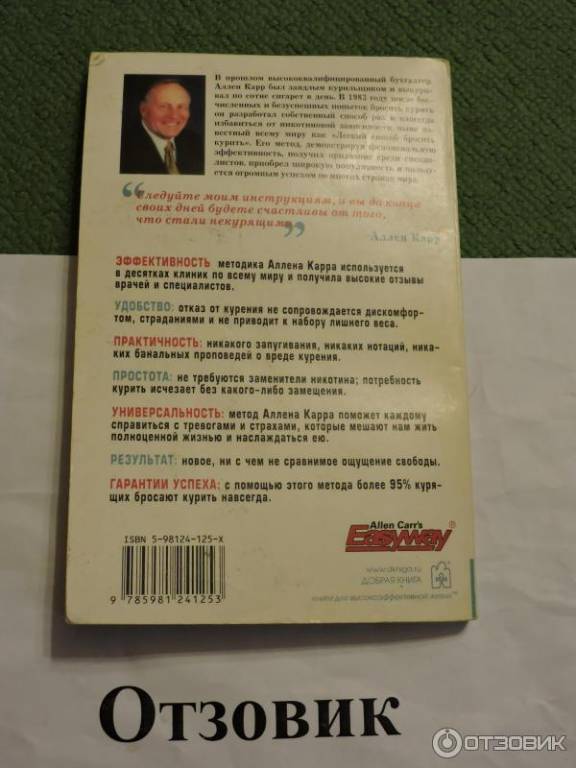 В прошлом высококвалифицированный бухгалтер,
Аллен Карр был заядлым курильщиком и выкури-
вал по сотне сигарет в день. В 1983 году после бес-
численных и безуспешных попыток бросить курить
он разработал собственный способ раз и навсегда
избавиться от никотиновой зависимости, ныне из-
вестный всему миру как «Легкий способ бросить
курить». Его метод, демонстрируя феноменальную
эффективность, получил признание среди специа-
листов, приобрел широкую популярность и пользу-
ется огромным успехом во многих странах мира.
“Следуйте моим инструкциям, и вы до конца
своих дней будете счастливы от того,
что стали некурящим”
Аллен Карр
ЭФФЕКТИВНОСТЬ: методика Аллена Карра используется
в десятках клиник по всему миру и получила высокие отзывы
врачей и специалистов.
УДОБСТВО: отказ от курения не сопровождается дискомфор-
том, страданиями и не приводит к набору лишнего веса.
ПРАКТИЧНОСТЬ: никакого запугивания, никаких нотаций, ника-
ких банальных проповедей о вреде курения.
ПРОСТОТА: не требуются заменители никотина; потребность
курить исчезает без какого-либо замещения.
УНИВЕРСАЛЬНОСТЬ: метод Аллена Карра поможет каждому
справиться с тревогами и страхами, которые мешают нам жить
полноценной жизнью и наслаждаться ею.
РЕЗУЛЬТАТ: новое, ни с чем не сравнимое ощущение свободы.
ГАРАНТИИ УСПЕХА: с помощью этого метода более 95% куря-
щих бросают курить навсегда.
ISBN 5-98124-125-X
9 785981 241253
Allen Carr's
Easyway®
www.dkniga.ru
ДОБРАЯ КНИГА
КНИГИ ДЛЯ ВЫСОКОЭФФЕКТИВНОЙ ЖИЗНИ™
Отзовик
ОТЗОВИК